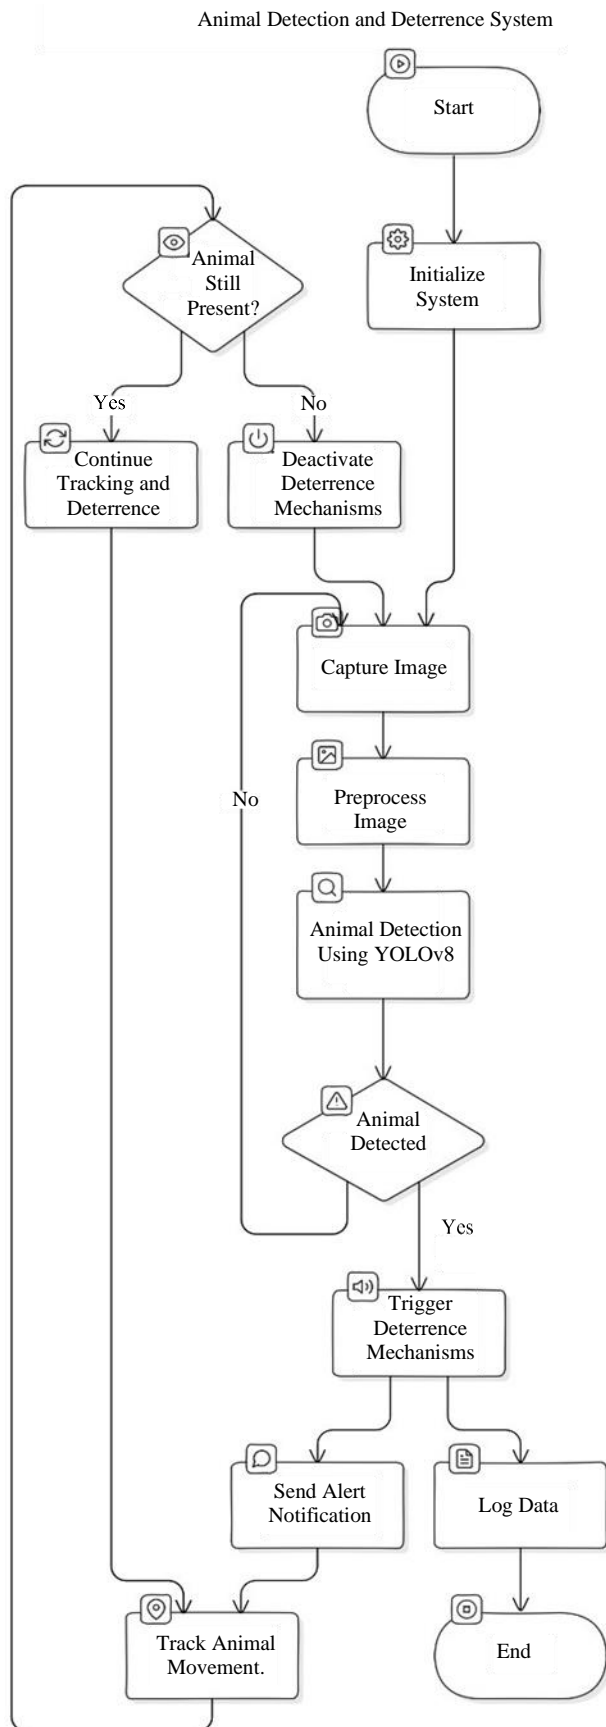 Animal Detection and Deterrence System
Start
Animal
Still
Present?
Initialize
System
Yes
No
Continue
Tracking and
Deterrence
Deactivate
Deterrence
Mechanisms
Capture Image
Preprocess
Image
No
Animal Detection
Using YOLOv8
Animal
Detected
Yes
Trigger
Deterrence
Mechanisms
Send Alert
Notification
Log Data
Track Animal
Movement.
End